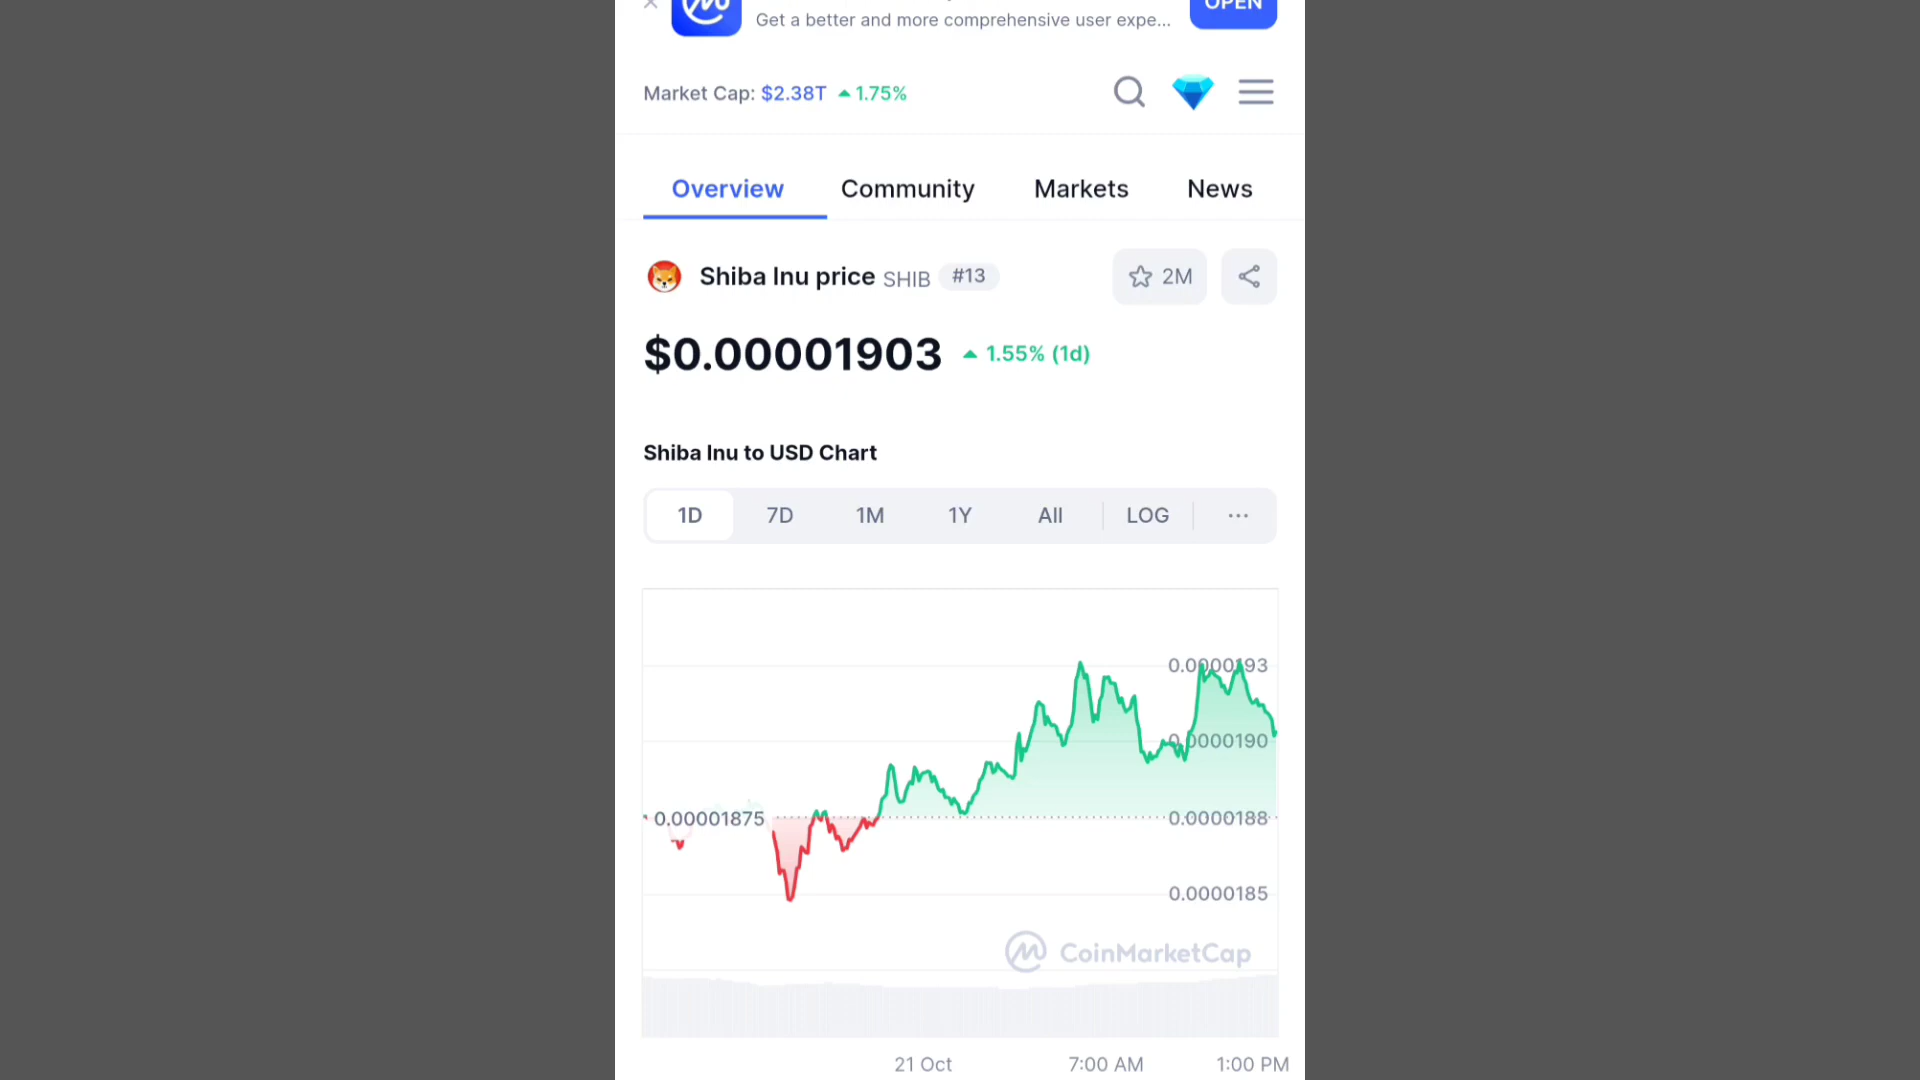 OPEN
Get a better and more comprehensive user expe...
Market Cap: $2.38T 1.75%
Overview Community Markets News
Shiba Inu price SHIB #13 2M
$0.00001903 1.55% (1d)
Shiba Inu to USD Chart
1D 7D 1M 1Y All LOG ...
0.0000193
0.0000190
0.00001875 0.0000188
0.0000185
CoinMarketCap
21 Oct 7:00 AM 1:00 PM